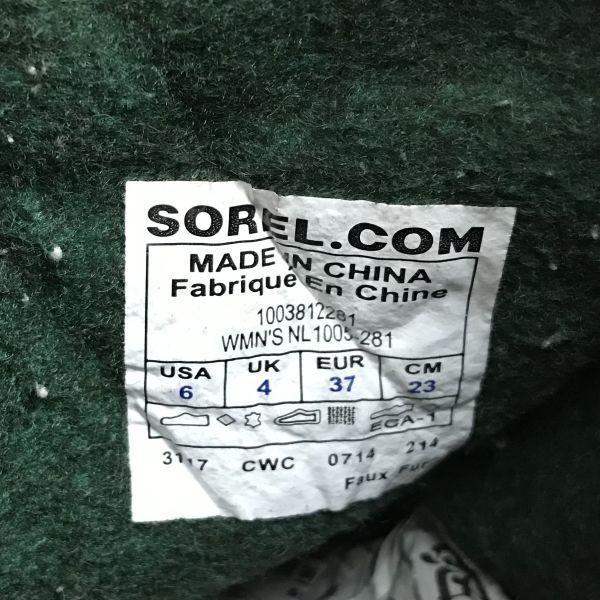 SOREL.COM
MADE IN CHINA
Fabriqué En Chine
1003812281
WMN'S NL1005-281
USA UK EUR CM
6 4 37 23
ECA-1
3117 CWC 0714 214
Faux Fur